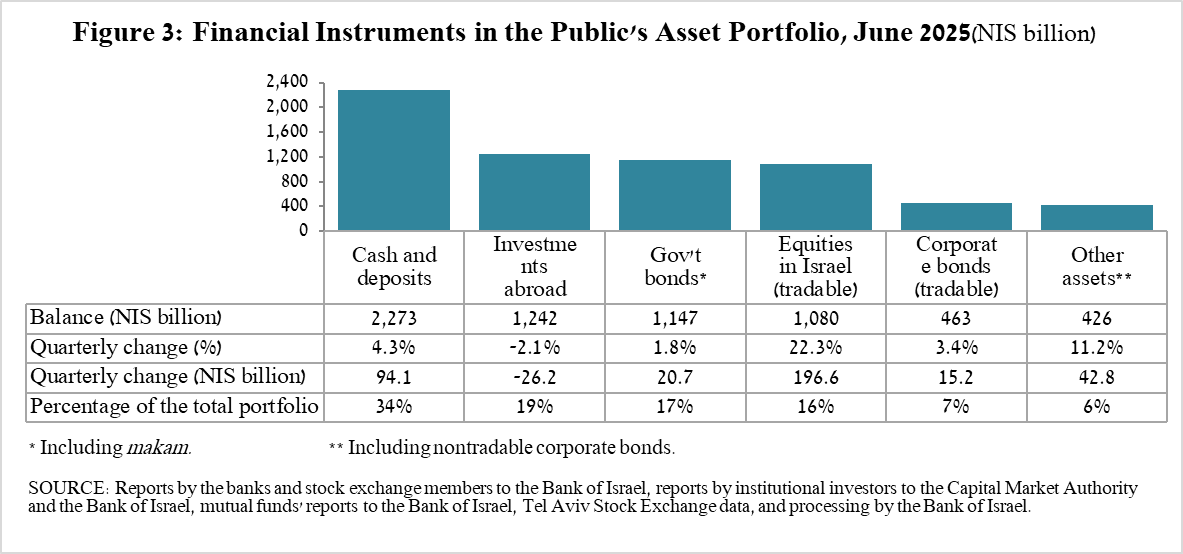 Figure 3: Financial Instruments in the Public's Asset Portfolio, June 2025(NIS billion)
2,400
2,000
1,600
1,200
800
400
0
Cash and
deposits
Investme
nts
abroad
Gov't
bonds*
Equities
in Israel
(tradable)
Corporat
e bonds
(tradable)
Other
assets**
Balance (NIS billion) 2,273 1,242 1,147 1,080 463 426
Quarterly change (%) 4.3% -2.1% 1.8% 22.3% 3.4% 11.2%
Quarterly change (NIS billion) 94.1 -26.2 20.7 196.6 15.2 42.8
Percentage of the total portfolio 34% 19% 17% 16% 7% 6%
* Including makam. ** Including nontradable corporate bonds.
SOURCE: Reports by the banks and stock exchange members to the Bank of Israel, reports by institutional investors to the Capital Market Authority
and the Bank of Israel, mutual funds' reports to the Bank of Israel, Tel Aviv Stock Exchange data, and processing by the Bank of Israel.